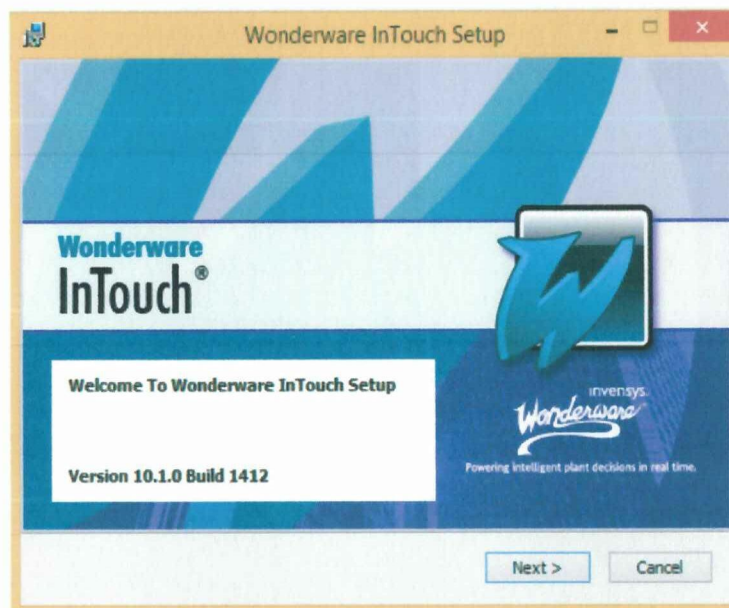 Wonderware InTouch Setup
Wonderware
InTouch®
Welcome To Wonderware InTouch Setup
Version 10.1.0 Build 1412
invensys.
Wonderware
Powering intelligent plant decisions in real time.
Next >
Cancel